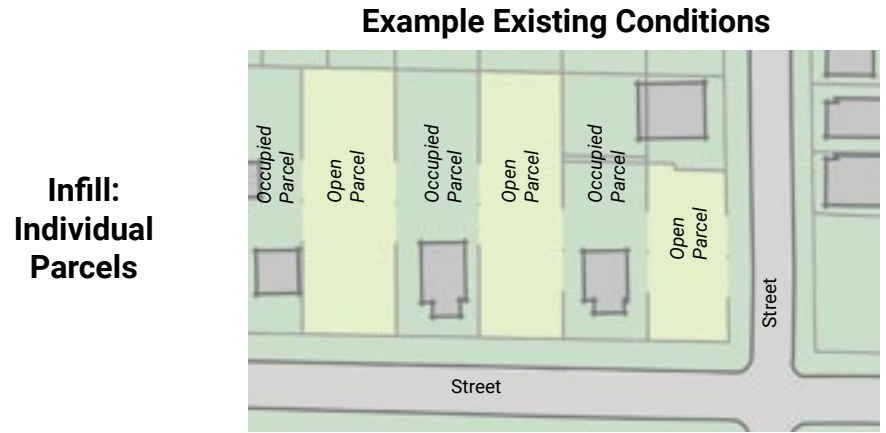 Example Existing Conditions
Infill:
Individual
Parcels
Occupied
Parcel
Open
Parcel
Occupied
Parcel
Open
Parcel
Occupied
Parcel
Open
Parcel
Street
Street